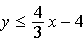 y ≤ 4/3 x − 4